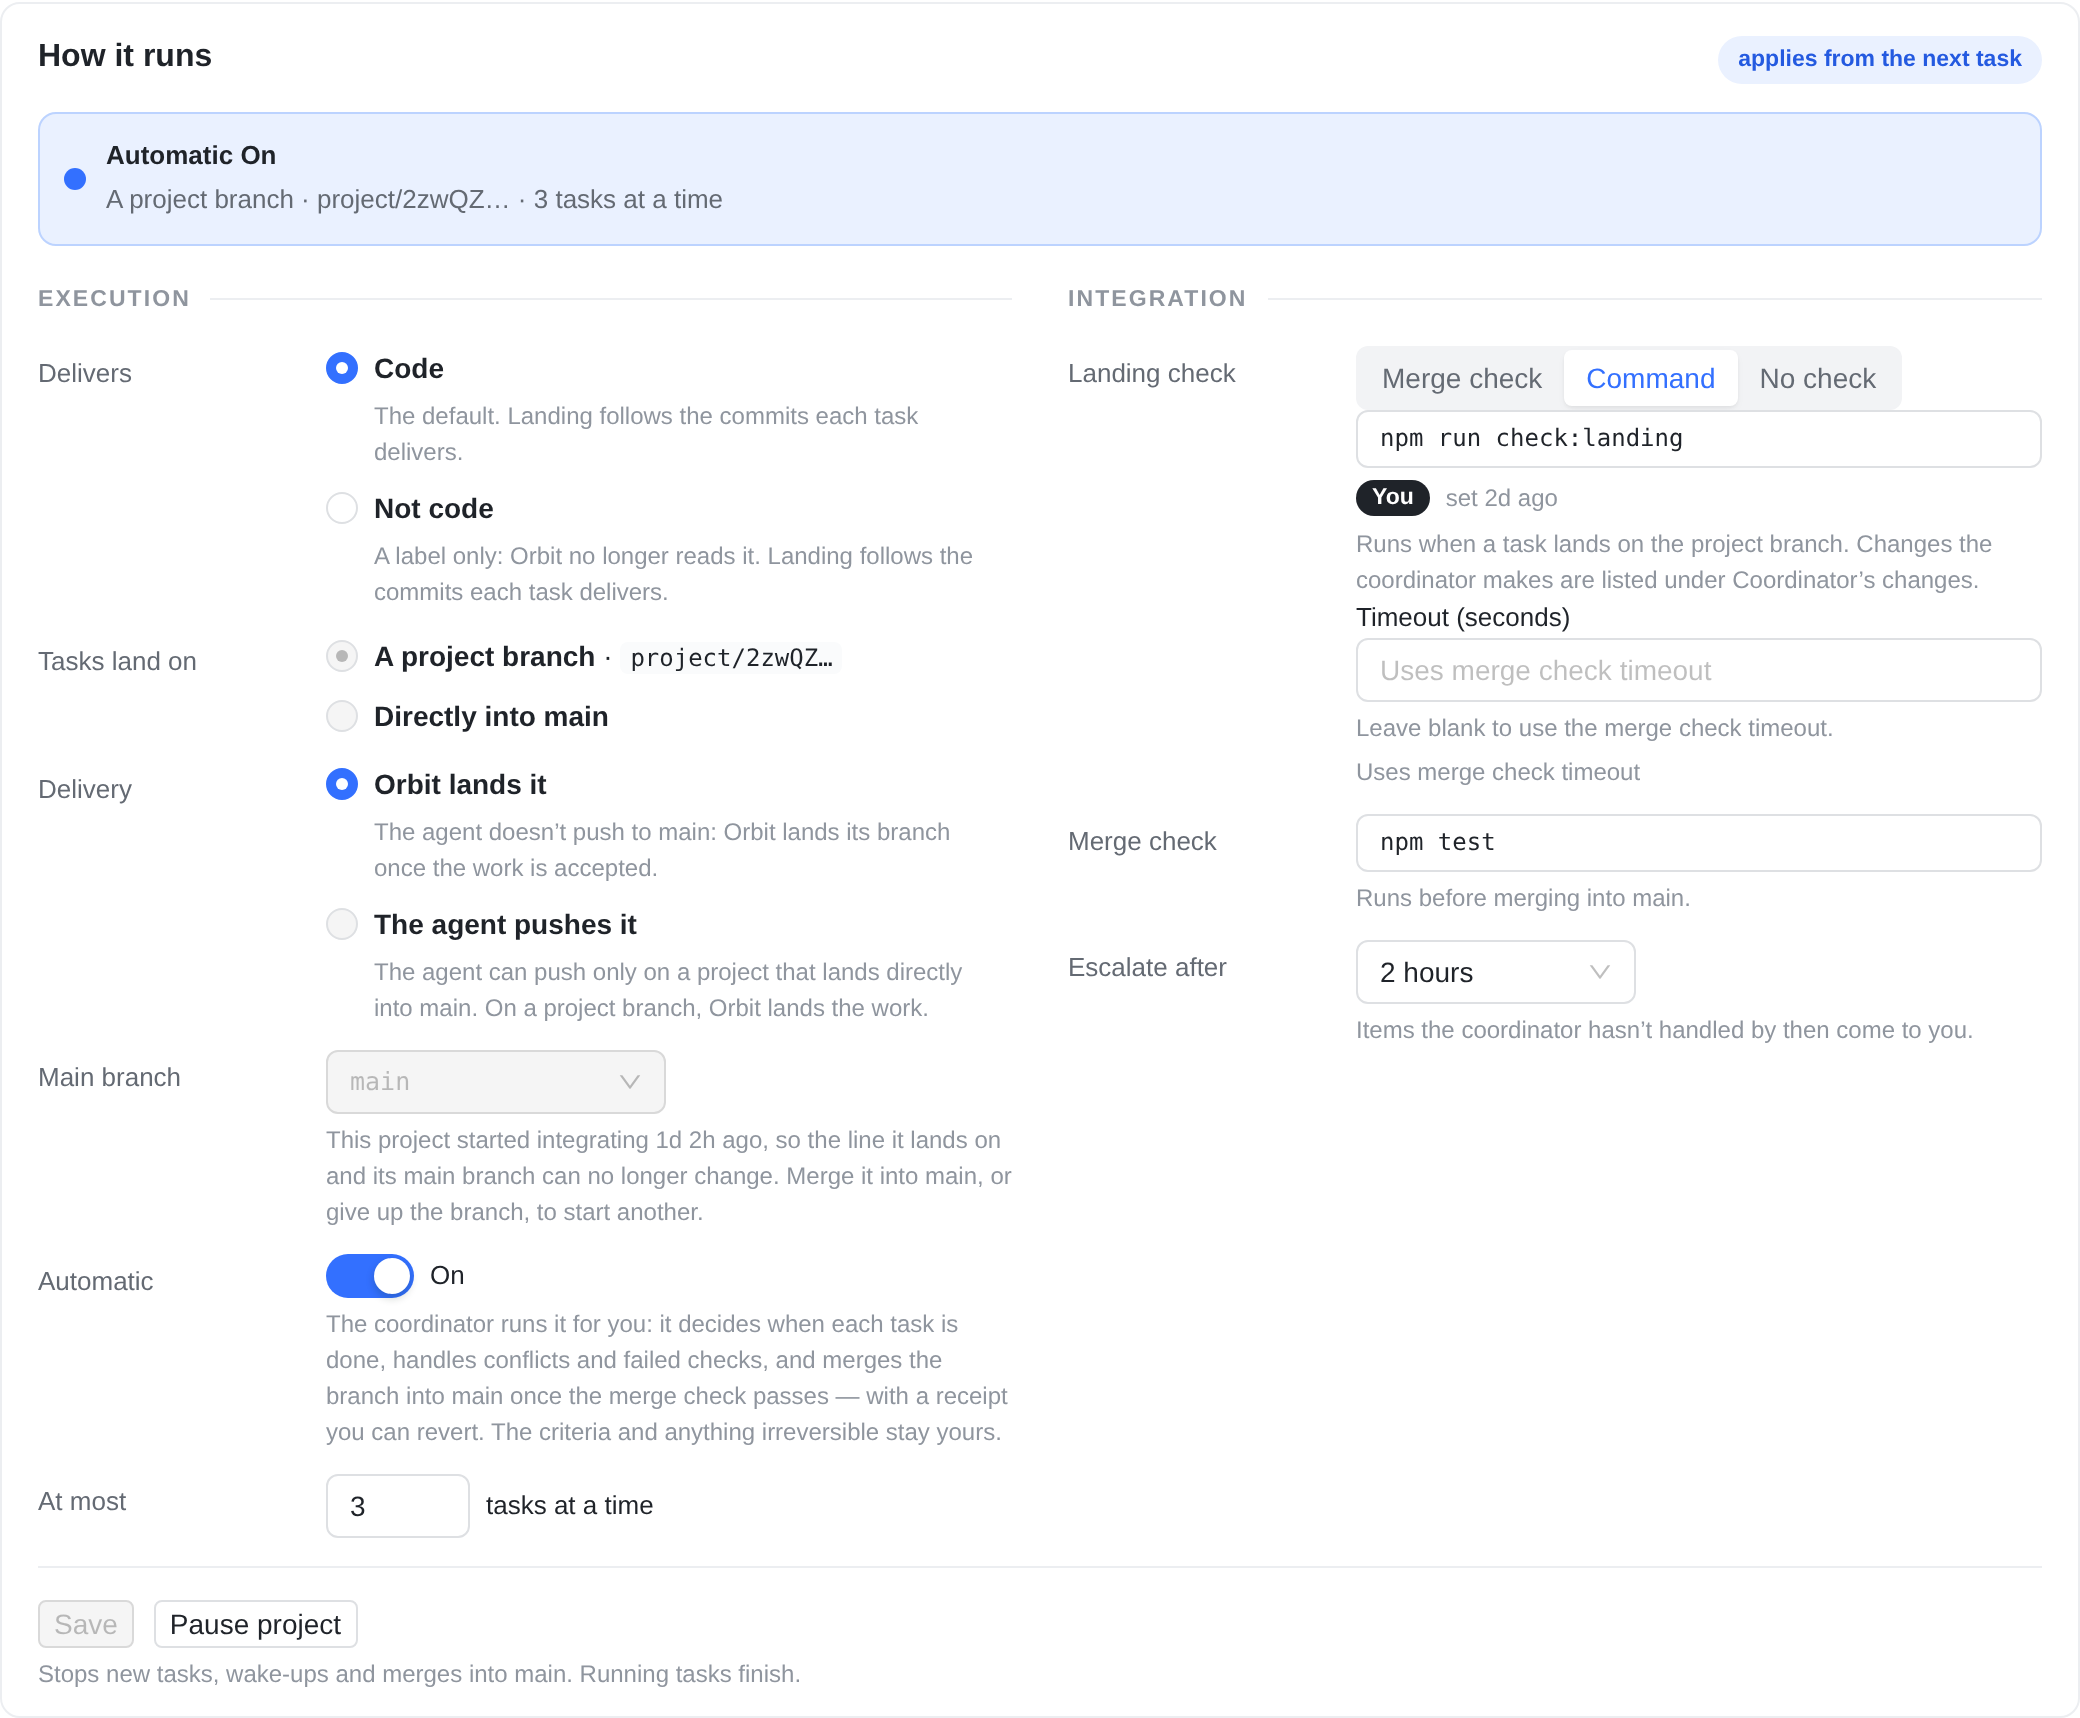 How it runs
applies from the next task
Automatic On
A project branch · project/2zwQZ… · 3 tasks at a time
EXECUTION
Delivers
Code
The default. Landing follows the commits each task
delivers.
Not code
A label only: Orbit no longer reads it. Landing follows the
commits each task delivers.
Tasks land on
A project branch · project/2zwQZ…
Directly into main
Delivery
Orbit lands it
The agent doesn’t push to main: Orbit lands its branch
once the work is accepted.
The agent pushes it
The agent can push only on a project that lands directly
into main. On a project branch, Orbit lands the work.
Main branch
main
This project started integrating 1d 2h ago, so the line it lands on
and its main branch can no longer change. Merge it into main, or
give up the branch, to start another.
Automatic
On
The coordinator runs it for you: it decides when each task is
done, handles conflicts and failed checks, and merges the
branch into main once the merge check passes — with a receipt
you can revert. The criteria and anything irreversible stay yours.
At most
3
tasks at a time
INTEGRATION
Landing check
Merge check
Command
No check
npm run check:landing
You
set 2d ago
Runs when a task lands on the project branch. Changes the
coordinator makes are listed under Coordinator’s changes.
Timeout (seconds)
Uses merge check timeout
Leave blank to use the merge check timeout.
Uses merge check timeout
Merge check
npm test
Runs before merging into main.
Escalate after
2 hours
Items the coordinator hasn’t handled by then come to you.
Save
Pause project
Stops new tasks, wake-ups and merges into main. Running tasks finish.